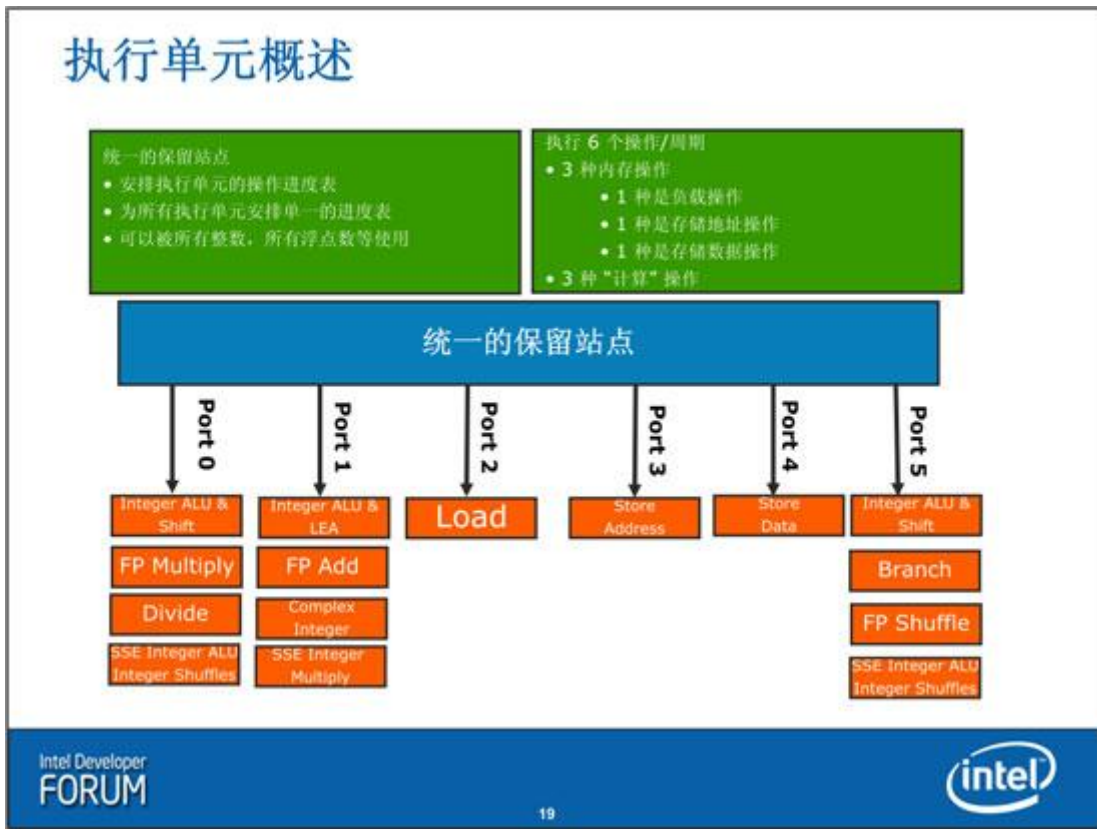 执行单元概述
统一的保留站点
• 安排执行单元的操作进度表
• 为所有执行单元安排单一的进度表
• 可以被所有整数，所有浮点数等使用
执行 6 个操作/周期
• 3 种内存操作
• 1 种是负载操作
• 1 种是存储地址操作
• 1 种是存储数据操作
• 3 种 "计算" 操作
统一的保留站点
Port 0
Port 1
Port 2
Port 3
Port 4
Port 5
Integer ALU &
Shift
FP Multiply
Divide
SSE Integer ALU
Integer Shuffles
Integer ALU &
LEA
FP Add
Complex
Integer
SSE Integer
Multiply
Load
Store
Address
Store
Data
Integer ALU &
Shift
Branch
FP Shuffle
SSE Integer ALU
Integer Shuffles
Intel Developer
FORUM
19
intel